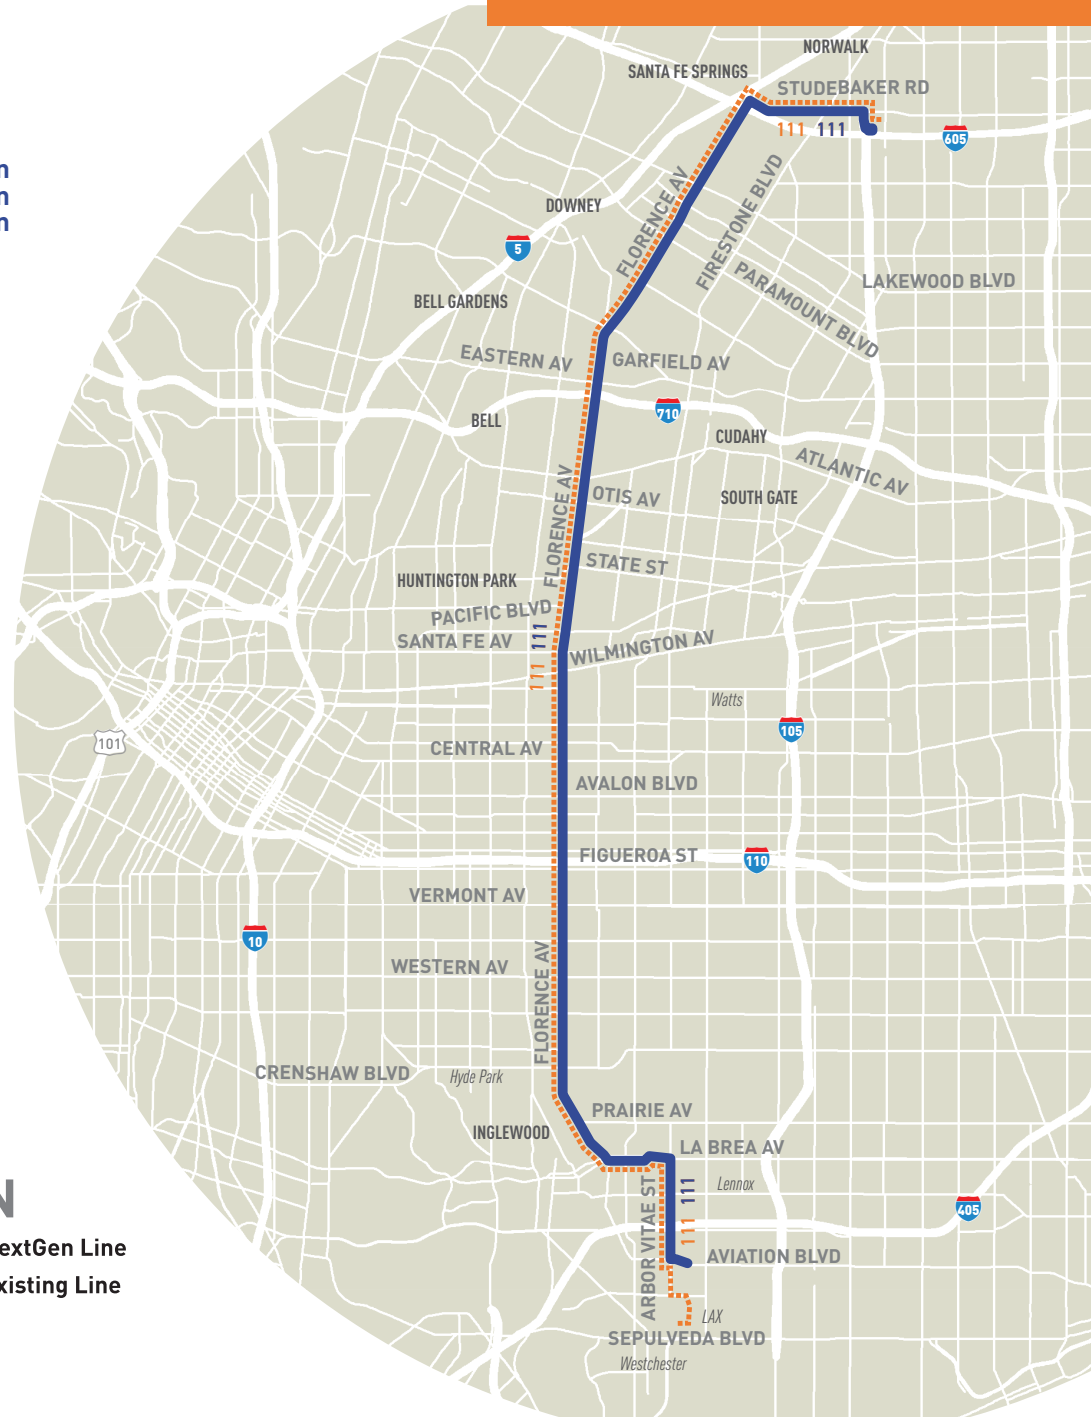 NORWALK
SANTA FE SPRINGS
STUDEBAKER RD
111 111
605
n
n
n
FLORENCE AV
FIRESTONE BLVD
DOWNEY
5
PARAMOUNT BLVD
LAKEWOOD BLVD
BELL GARDENS
EASTERN AV
GARFIELD AV
710
BELL
CUDAHY
ATLANTIC AV
FLORENCE AV
OTIS AV
SOUTH GATE
STATE ST
HUNTINGTON PARK
PACIFIC BLVD
SANTA FE AV
111 111
WILMINGTON AV
Watts
105
101
CENTRAL AV
AVALON BLVD
FIGUEROA ST
110
VERMONT AV
10
WESTERN AV
FLORENCE AV
CRENSHAW BLVD
Hyde Park
PRAIRIE AV
INGLEWOOD
LA BREA AV
Lennox
111 111
405
ARBOR VITAE ST
N
extGen Line
xisting Line
AVIATION BLVD
LAX
SEPULVEDA BLVD
Westchester